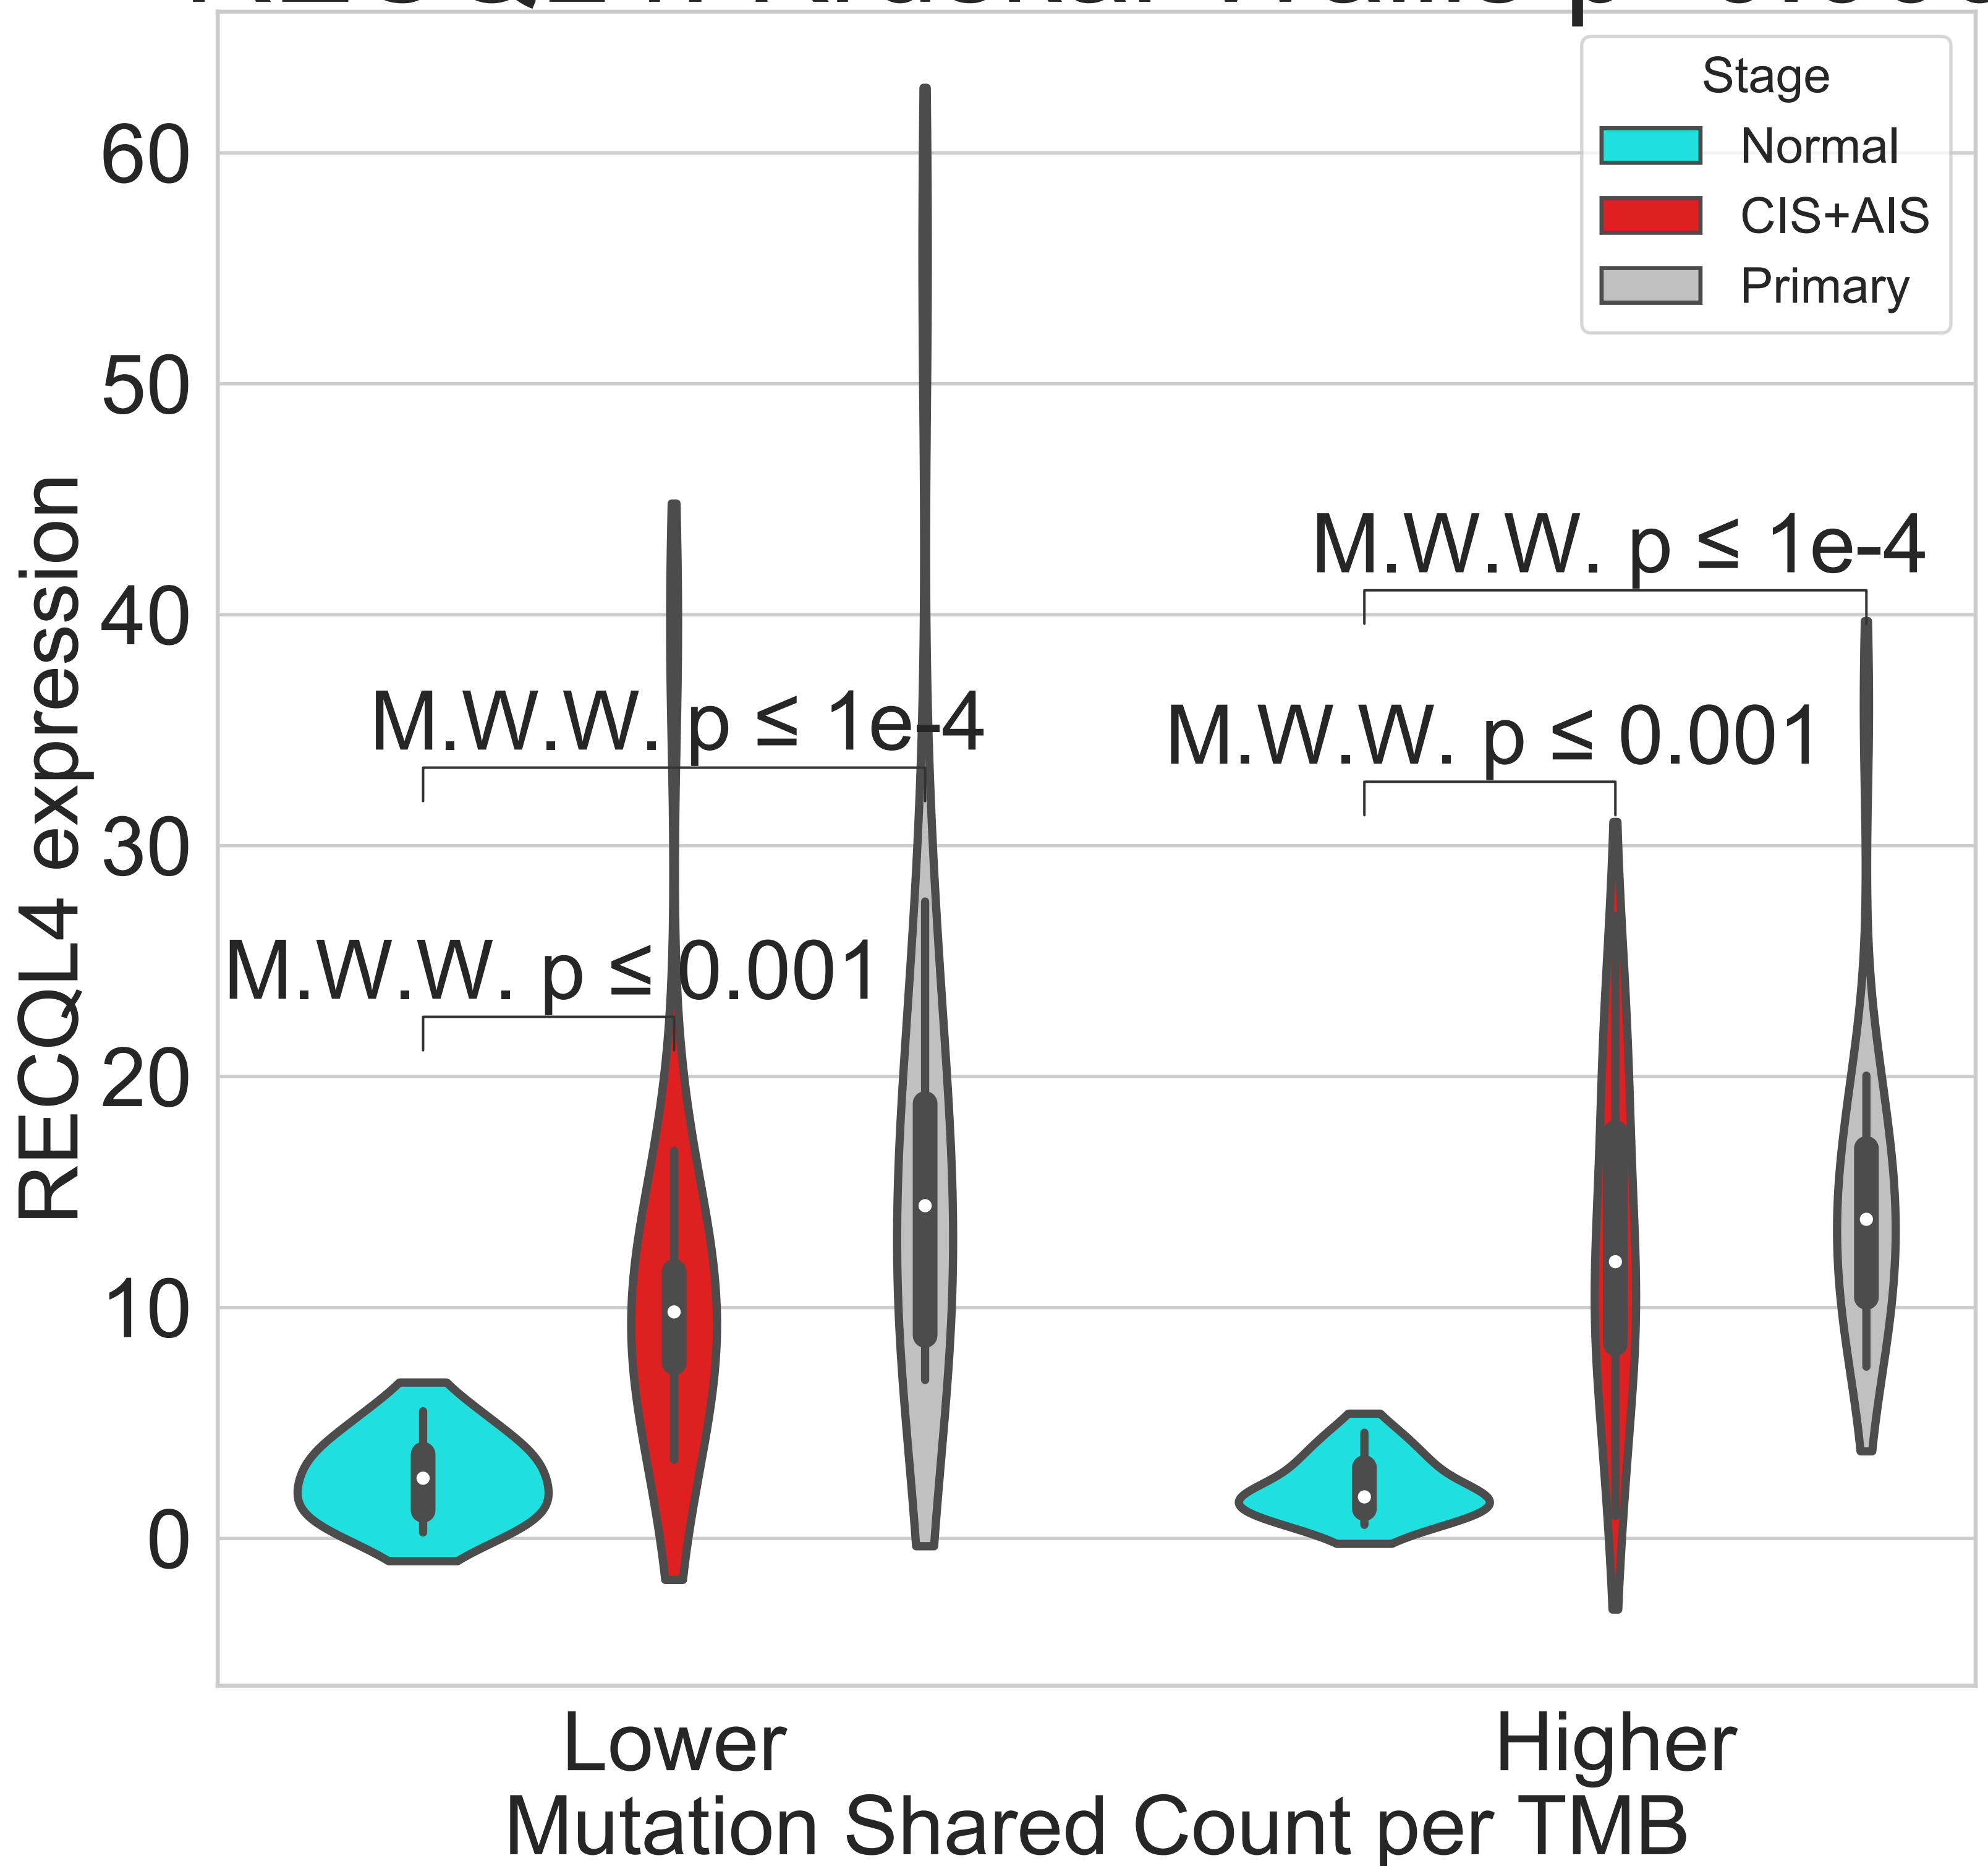 Stage
Normal
CIS+AIS
Primary
60
50
40
30
20
10
0
RECQL4 expression
M.W.W. p ≤ 1e-4
M.W.W. p ≤ 1e-4
M.W.W. p ≤ 0.001
M.W.W. p ≤ 0.001
Lower
Higher
Mutation Shared Count per TMB